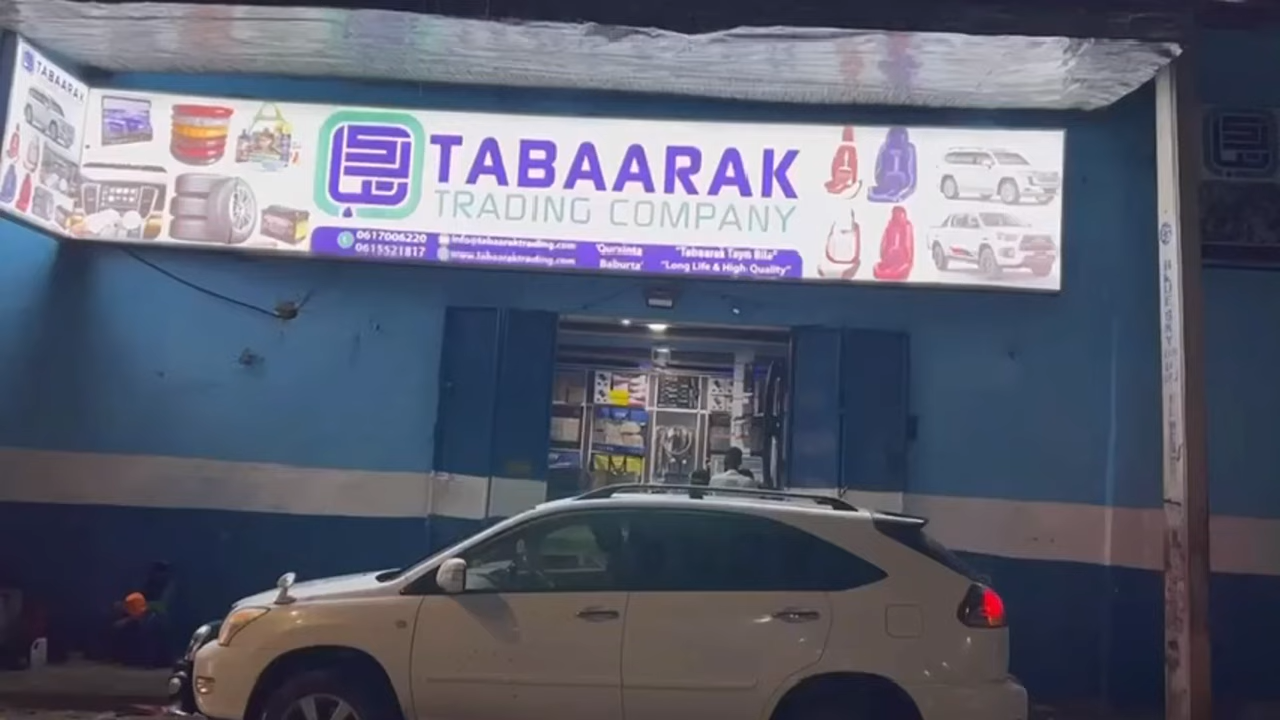 TABAARAK
TABAARAK
TRADING COMPANY
0617006220
0615521817
info@tabaaraktrading.com
www.tabaaraktrading.com
'Qurxinta
Baburta'
"Tabaarak Tayo Bila"
"Long Life & High Quality"